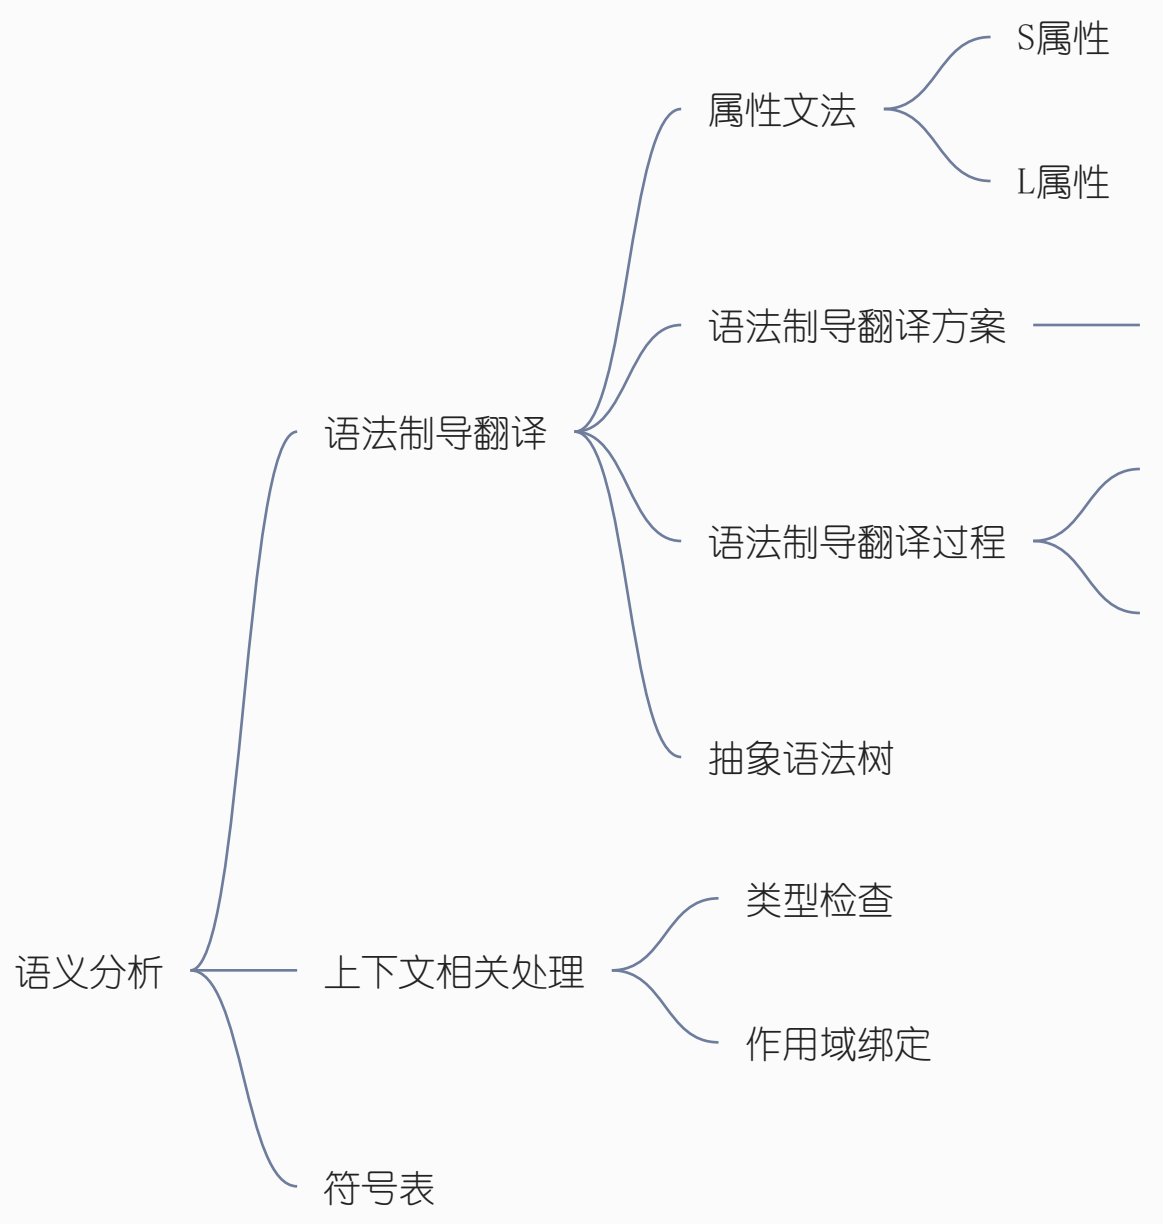 S属性
属性文法
L属性
语法制导翻译方案
语法制导翻译
语法制导翻译过程
抽象语法树
类型检查
语义分析
上下文相关处理
作用域绑定
符号表